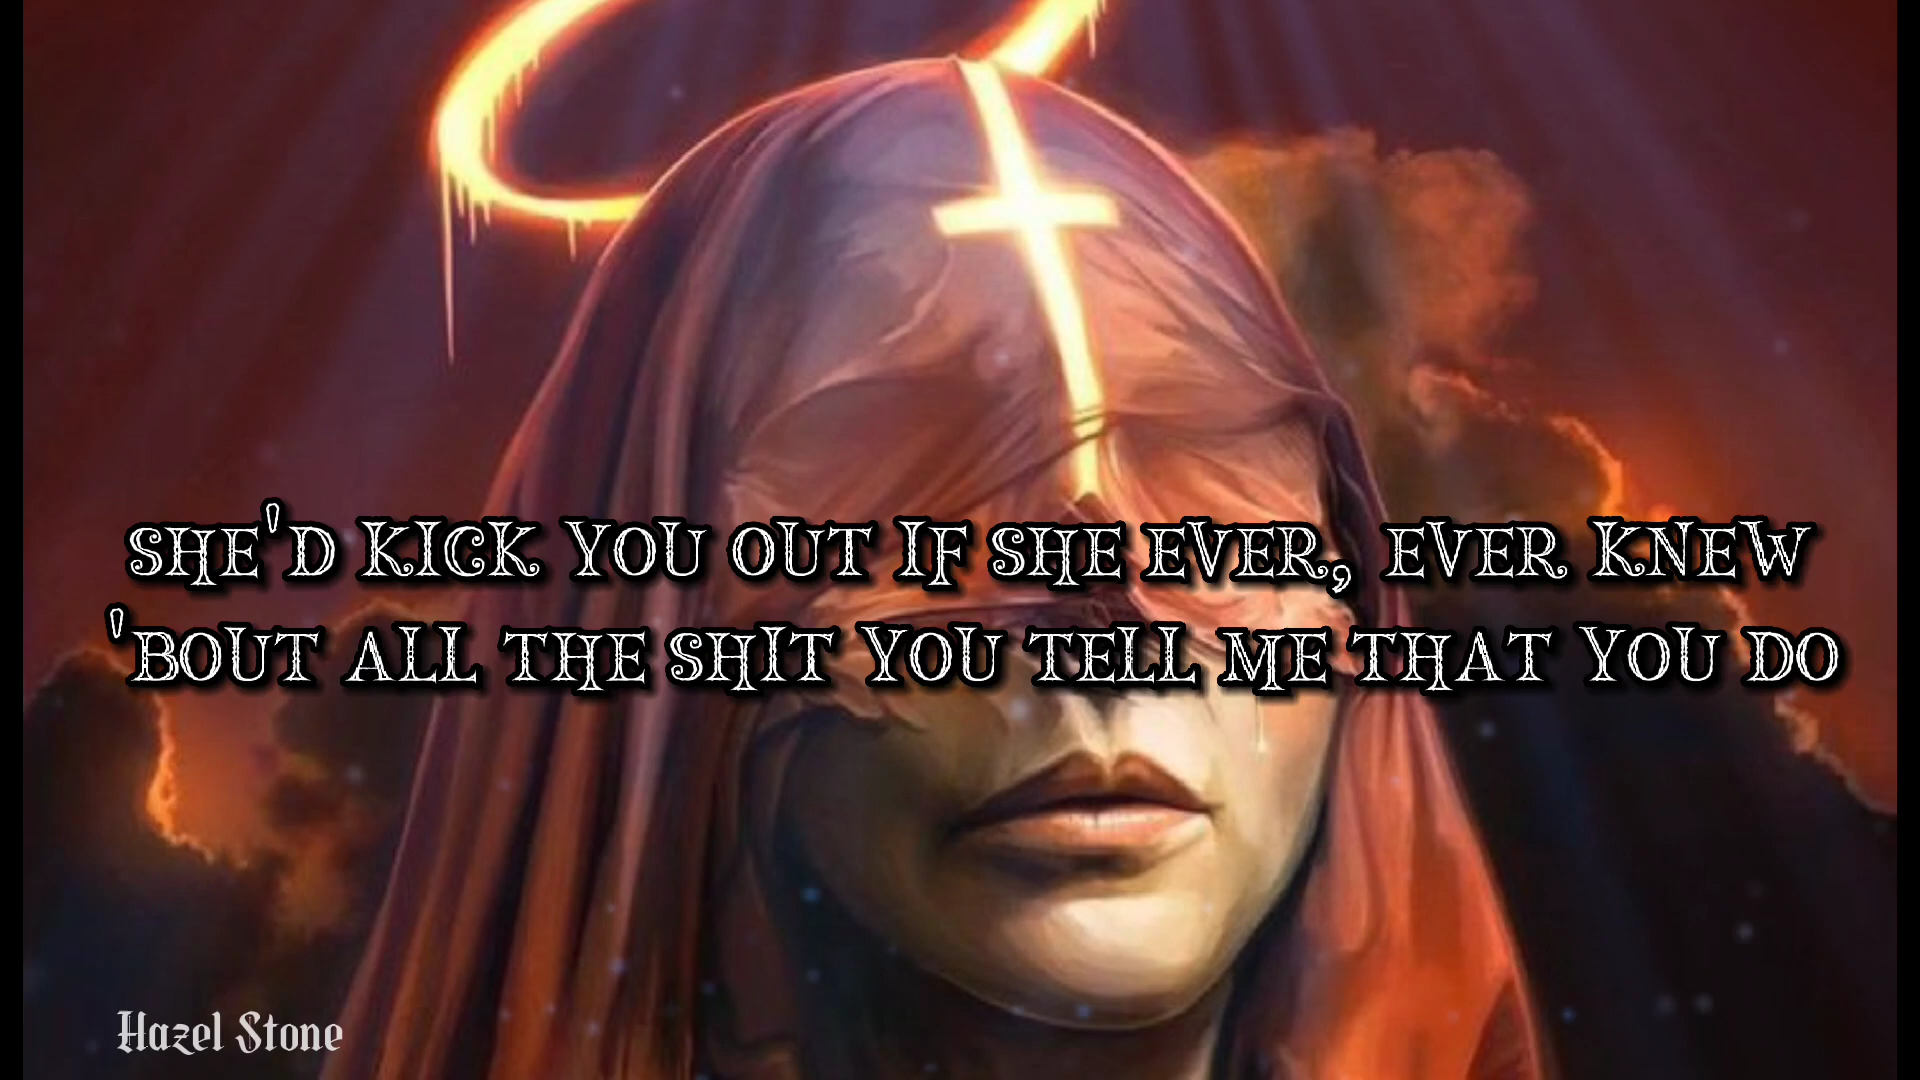 SHE'D KICK YOU OUT IF SHE EVER, EVER KNEW
'BOUT ALL THE SHIT YOU TELL ME THAT YOU DO
Hazel Stone